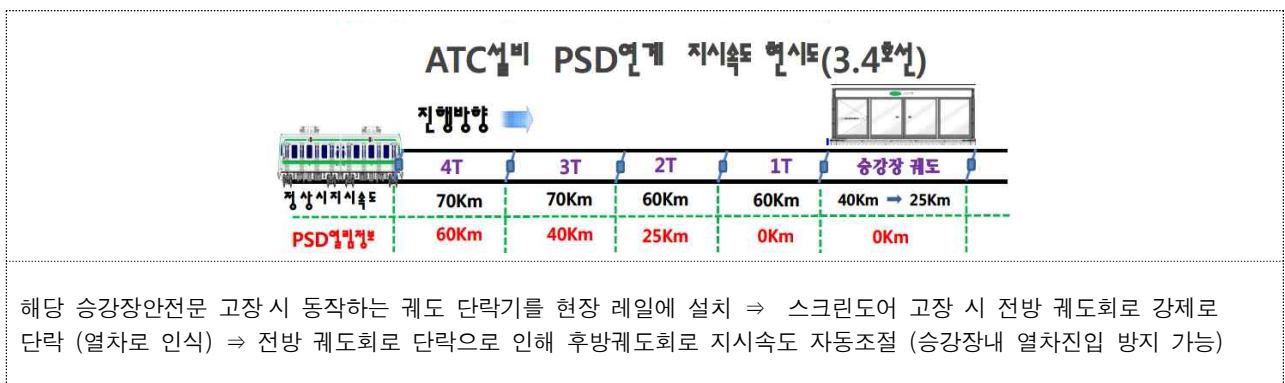 ATC설비 PSD연계 지시속도 현시도(3.4호선)
진행방향
4T 3T 2T 1T 승강장 궤도
정상시지시속도 70Km 70Km 60Km 60Km 40Km ➡ 25Km
PSD열림정보 60Km 40Km 25Km 0Km 0Km
해당 승강장안전문 고장 시 동작하는 궤도 단락기를 현장 레일에 설치 ⇒ 스크린도어 고장 시 전방 궤도회로 강제로
단락 (열차로 인식) ⇒ 전방 궤도회로 단락으로 인해 후방궤도회로 지시속도 자동조절 (승강장내 열차진입 방지 가능)